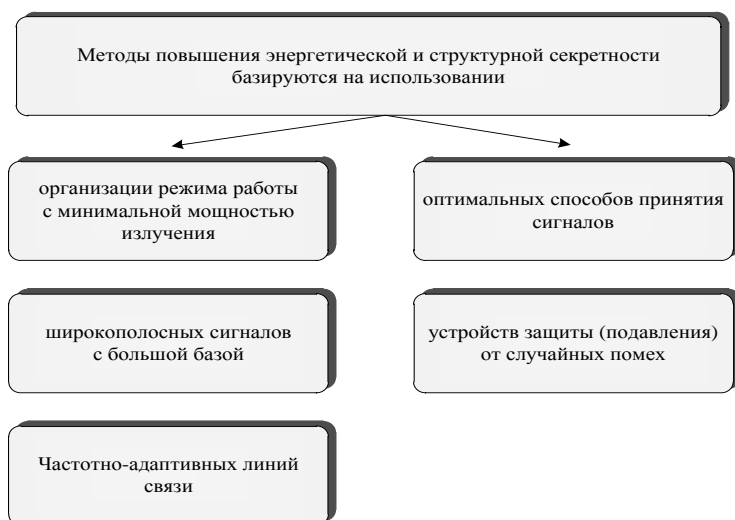 Методы повышения энергетической и структурной секретности
базируются на использовании
организации режима работы
с минимальной мощностью
излучения
оптимальных способов принятия
сигналов
широкополосных сигналов
с большой базой
устройств защиты (подавления)
от случайных помех
Частотно-адаптивных линий
связи